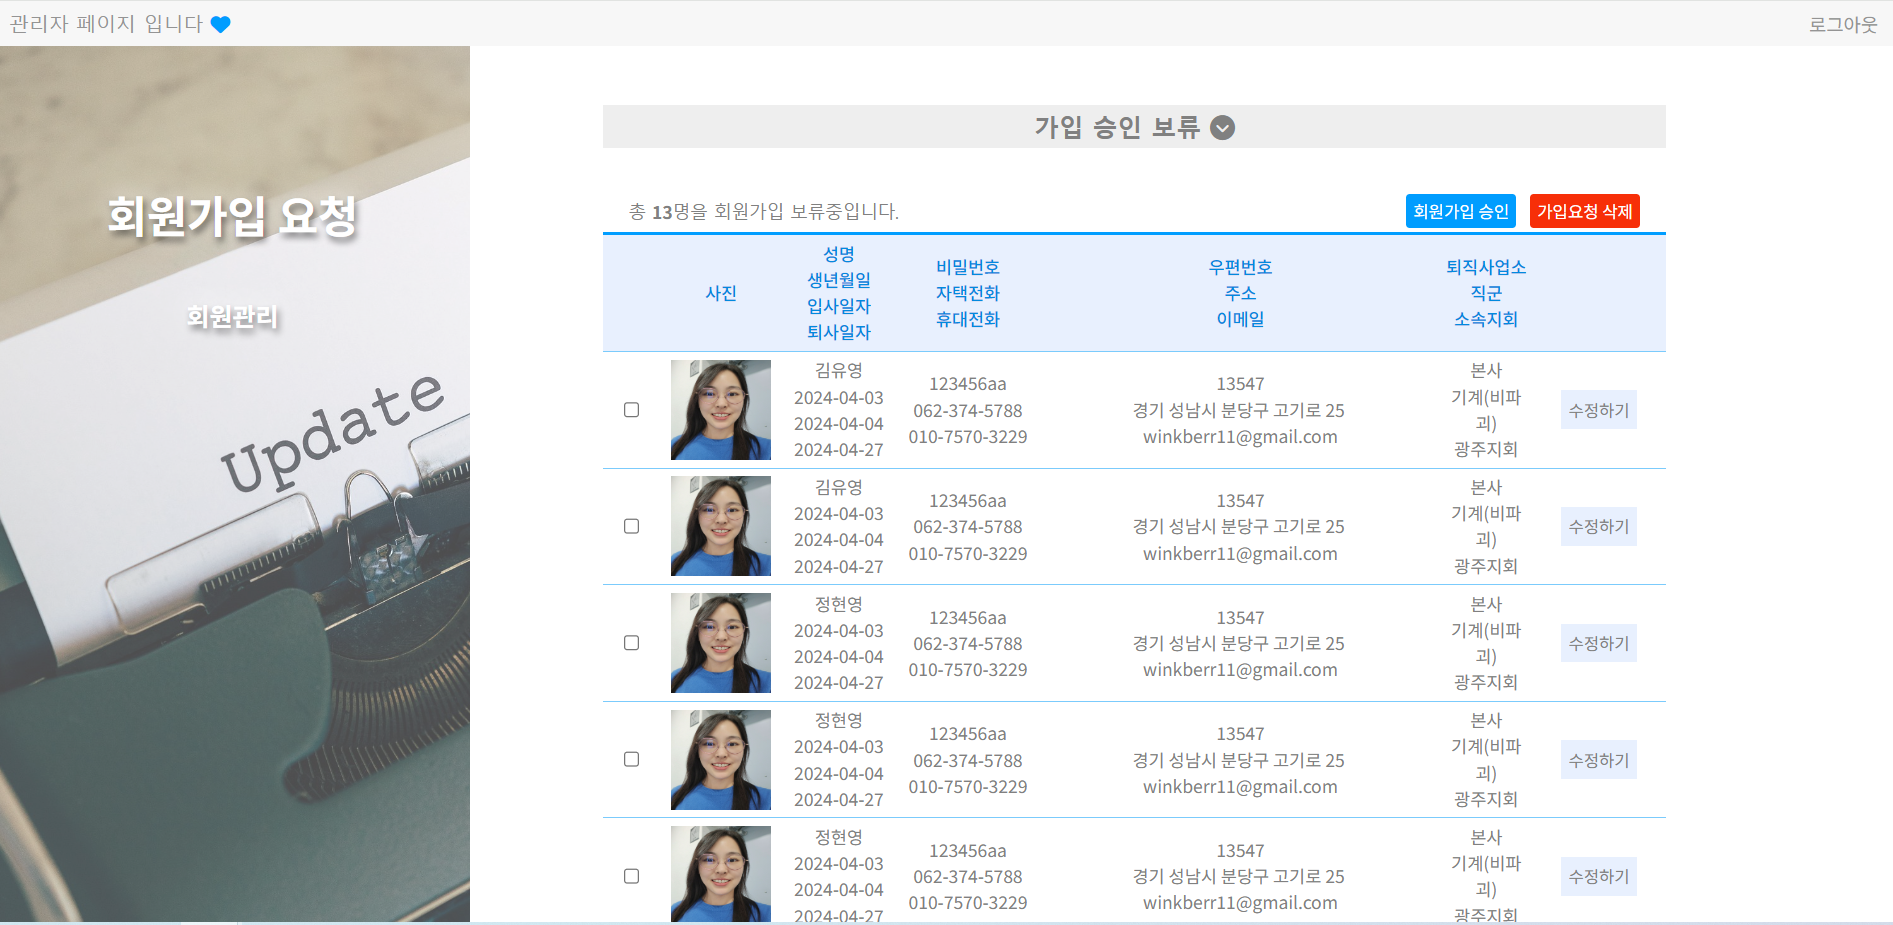 관리자 페이지 입니다
로그아웃
회원가입 요청
회원관리
Update
가입 승인 보류
총 13명을 회원가입 보류중입니다.
회원가입 승인
가입요청 삭제
사진
성명
생년월일
입사일자
퇴사일자
비밀번호
자택전화
휴대전화
우편번호
주소
이메일
퇴직사업소
직군
소속지회
김유영
2024-04-03
2024-04-04
2024-04-27
123456aa
062-374-5788
010-7570-3229
13547
경기 성남시 분당구 고기로 25
winkberr11@gmail.com
본사
기계(비파
괴)
광주지회
수정하기
김유영
2024-04-03
2024-04-04
2024-04-27
123456aa
062-374-5788
010-7570-3229
13547
경기 성남시 분당구 고기로 25
winkberr11@gmail.com
본사
기계(비파
괴)
광주지회
수정하기
정현영
2024-04-03
2024-04-04
2024-04-27
123456aa
062-374-5788
010-7570-3229
13547
경기 성남시 분당구 고기로 25
winkberr11@gmail.com
본사
기계(비파
괴)
광주지회
수정하기
정현영
2024-04-03
2024-04-04
2024-04-27
123456aa
062-374-5788
010-7570-3229
13547
경기 성남시 분당구 고기로 25
winkberr11@gmail.com
본사
기계(비파
괴)
광주지회
수정하기
정현영
2024-04-03
2024-04-04
2024-04-27
123456aa
062-374-5788
010-7570-3229
13547
경기 성남시 분당구 고기로 25
winkberr11@gmail.com
본사
기계(비파
괴)
광주지회
수정하기